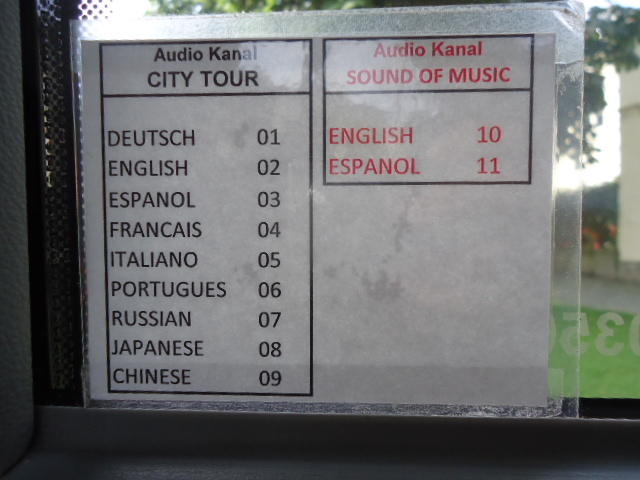 Audio Kanal
CITY TOUR
DEUTSCH 01
ENGLISH 02
ESPANOL 03
FRANCAIS 04
ITALIANO 05
PORTUGUES 06
RUSSIAN 07
JAPANESE 08
CHINESE 09
Audio Kanal
SOUND OF MUSIC
ENGLISH 10
ESPANOL 11